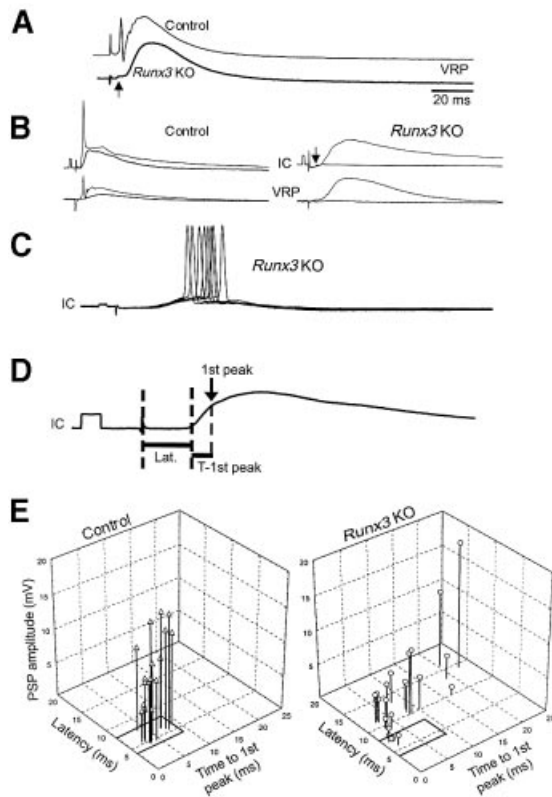 A
Control
Runx3 KO
VRP
20 ms
B
Control
Runx3 KO
IC
VRP
C
Runx3 KO
IC
D
1st peak
IC
Lat.
T-1st peak
E
Control
Runx3 KO
PSP amplitude (mV)
20
15
10
5
20
15
10
5
0
0
5
10
15
20
25
Latency (ms)
Time to 1st
peak (ms)
20
15
10
5
20
15
10
5
0
0
5
10
15
20
25
Latency (ms)
Time to 1st
peak (ms)